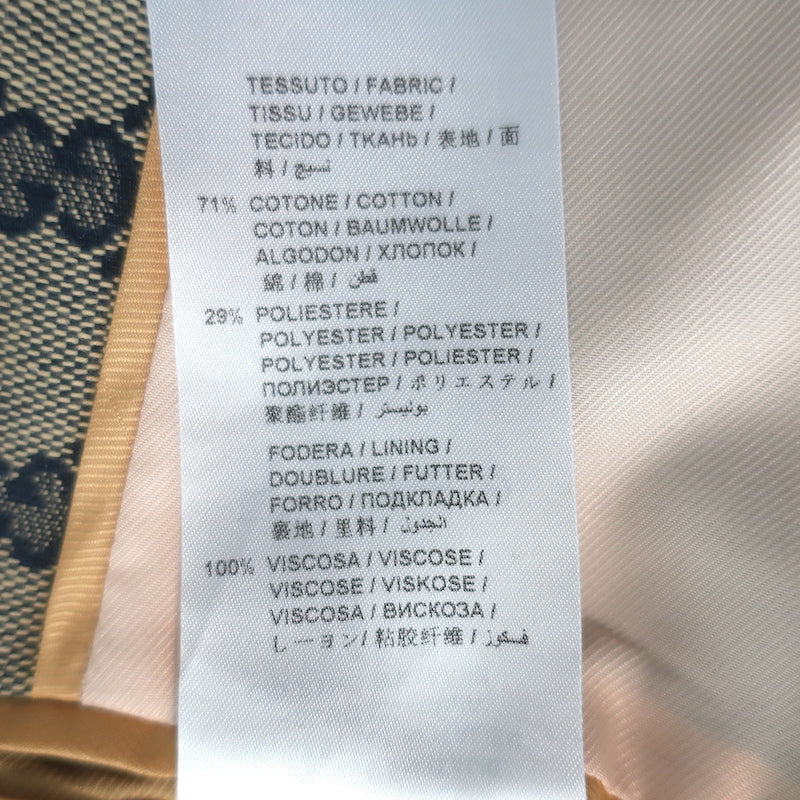 TESSUTO / FABRIC /
TISSU / GEWEBE /
TECIDO / ТКАНЬ / 表地 / 面
料 / نسيج
71% COTONE / COTTON /
COTON / BAUMWOLLE /
ALGODON / ХЛОПОК /
綿 / 棉 / قطن
29% POLIESTERE /
POLYESTER / POLYESTER /
POLYESTER / POLIESTER /
ПОЛИЭСТЕР / ポリエステル /
聚酯纤维 / بوليستر
FODERA / LINING /
DOUBLURE / FUTTER /
FORRO / ПОДКЛАДКА /
裏地 / 里料 /
100% VISCOSA / VISCOSE /
VISCOSE / VISKOSE /
VISCOSA / ВИСКОЗА /
レーヨン / 粘胶纤维 / فسكوز